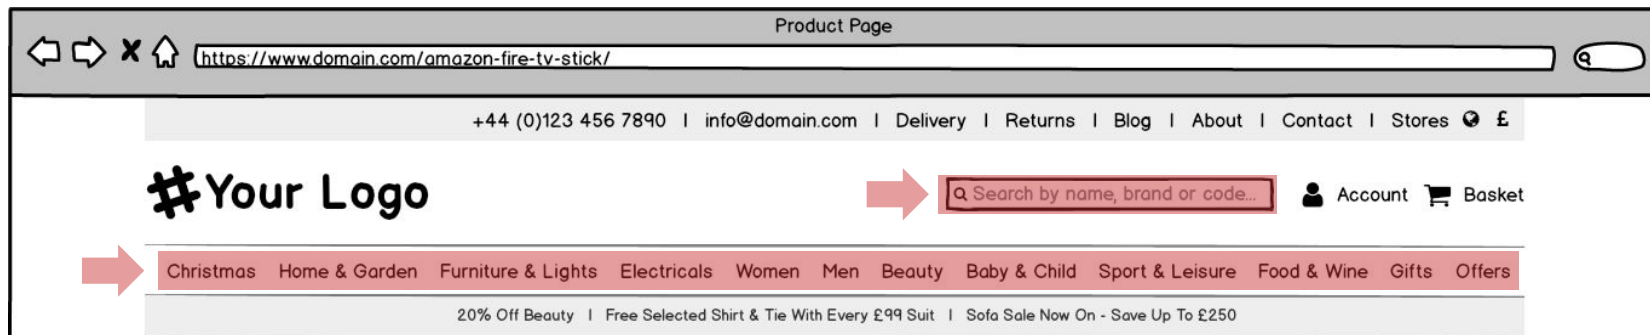 Product Page
https://www.domain.com/amazon-fire-tv-stick/
+44 (0)123 456 7890 | info@domain.com | Delivery | Returns | Blog | About | Contact | Stores £
#Your Logo
Search by name, brand or code...
Account
Basket
Christmas Home & Garden Furniture & Lights Electricals Women Men Beauty Baby & Child Sport & Leisure Food & Wine Gifts Offers
20% Off Beauty | Free Selected Shirt & Tie With Every £99 Suit | Sofa Sale Now On - Save Up To £250